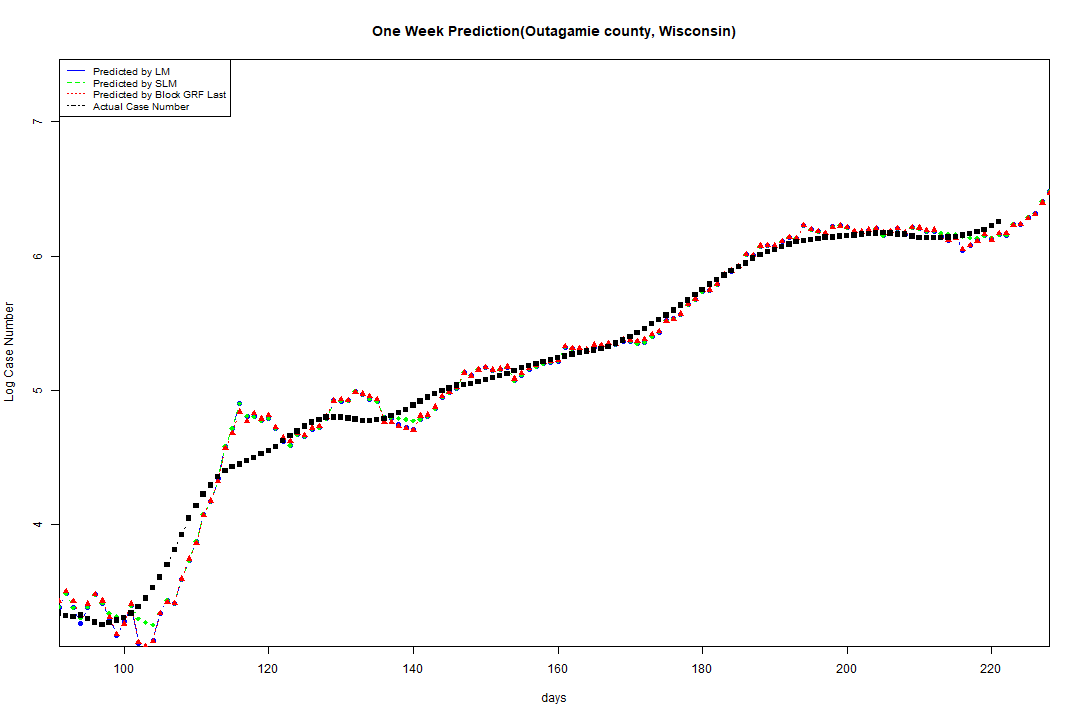 One Week Prediction(Outagamie county, Wisconsin)
Predicted by LM
Predicted by SLM
Predicted by Block GRF Last
Actual Case Number
7
6
5
4
Log Case Number
100 120 140 160 180 200 220
days